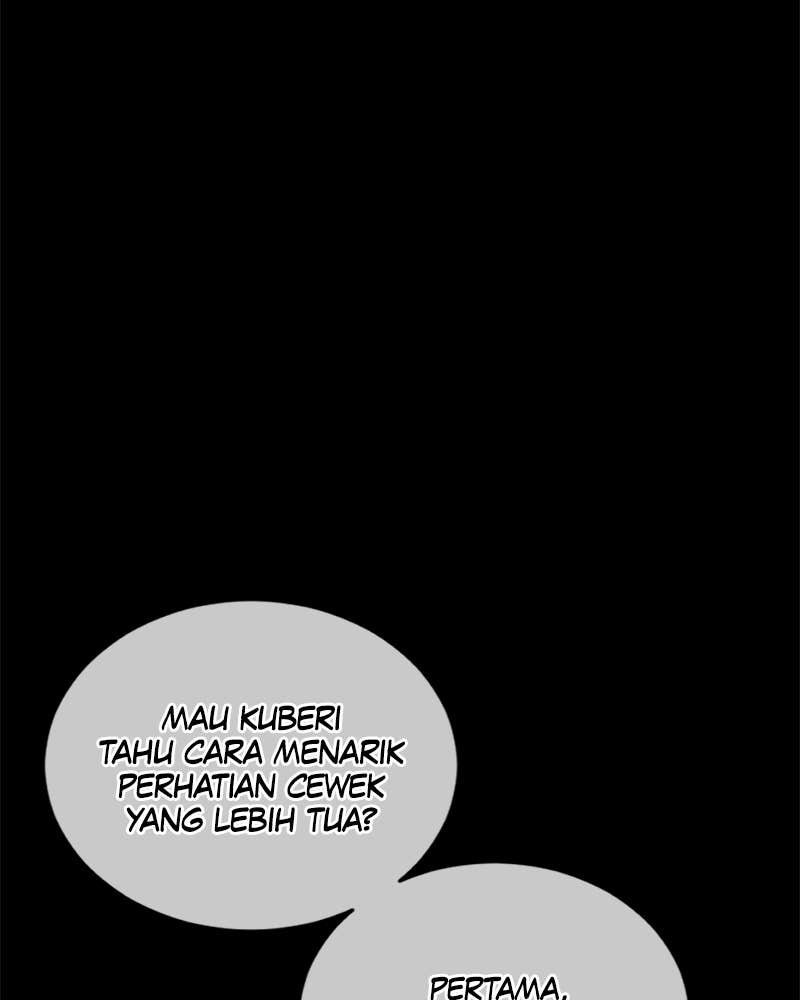 MAU KUBERI
TAHU CARA MENARIK
PERHATIAN CEWEK
YANG LEBIH TUA?
PERTAMA,